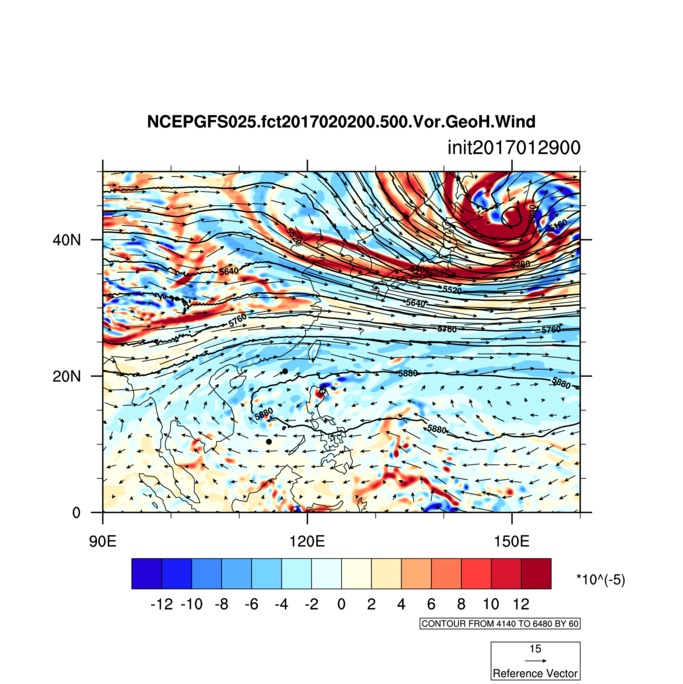 NCEPGFS025.fct2017020200.500.Vor.GeoH.Wind
init2017012900
40N
20N
0
90E 120E 150E
5640
5760
5520
5640
5760
5760
5280
5880
5880
5880
5880
-12 -10 -8 -6 -4 -2 0 2 4 6 8 10 12
*10^(-5)
CONTOUR FROM 4140 TO 6480 BY 60
15
Reference Vector